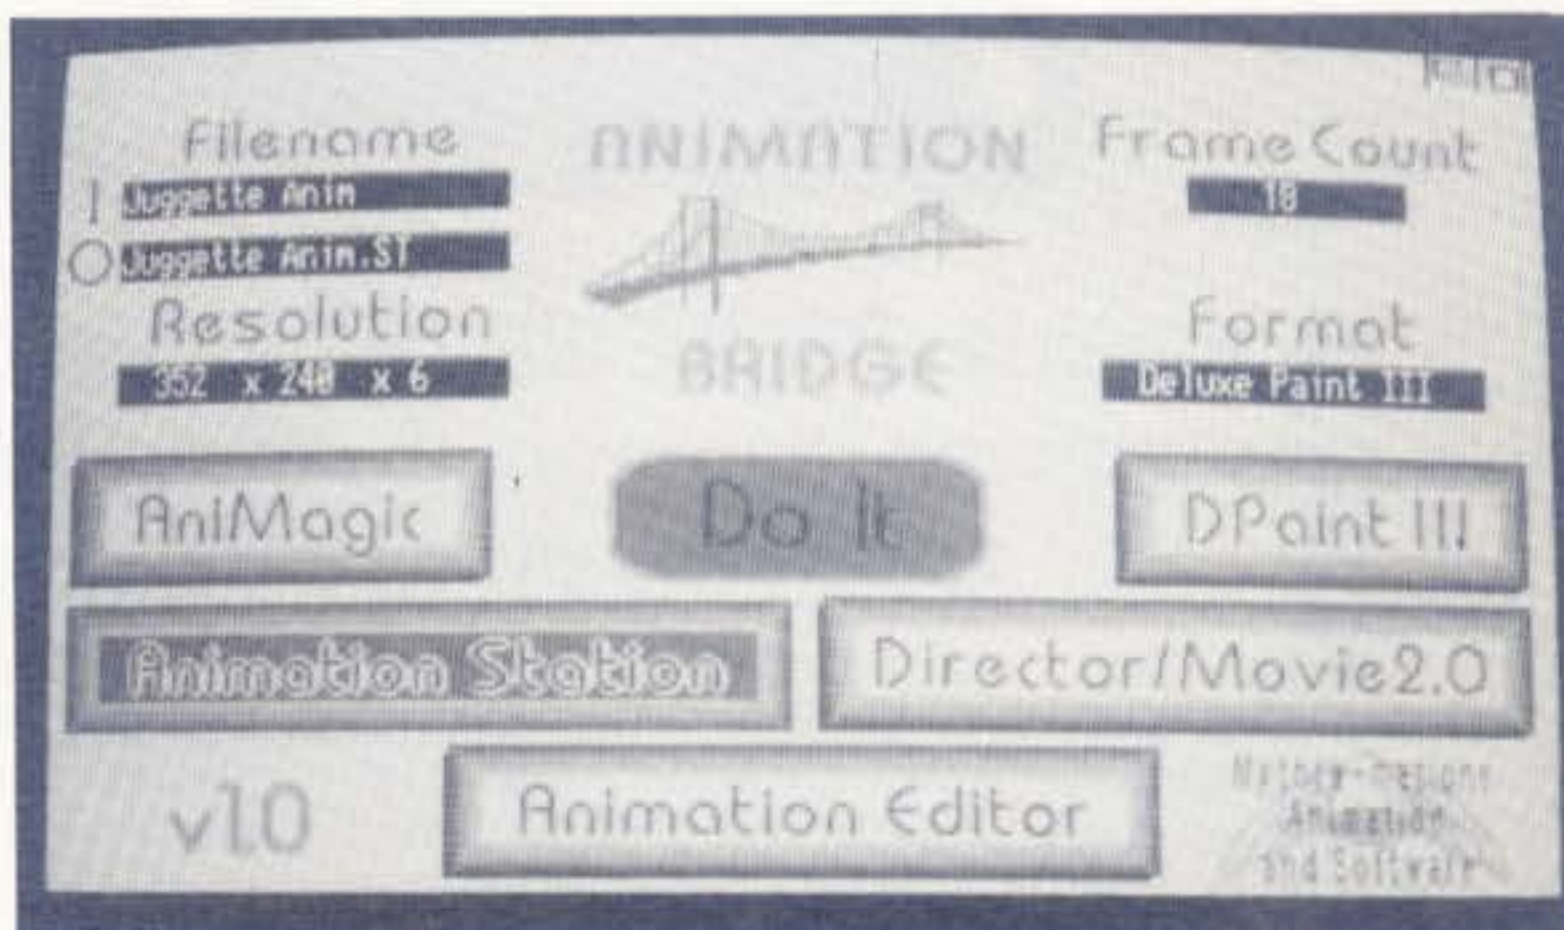 Filename
I Juggette Anim
O Juggette Anim.ST
Resolution
352 x 240 x 6
ANIMATION
BRIDGE
Frame Count
18
Format
Deluxe Paint III
AniMagic
Do It
DPaint III
Animation Station
Director/Movie2.0
v1.0
Animation Editor
Animation
and Software